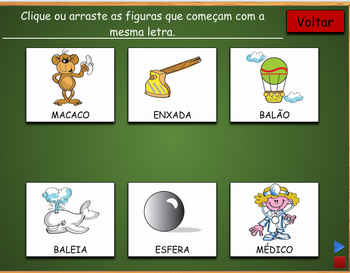 Clique ou arraste as figuras que começam com a
mesma letra.
Voltar
MACACO
ENXADA
BALÃO
BALEIA
ESFERA
MÉDICO